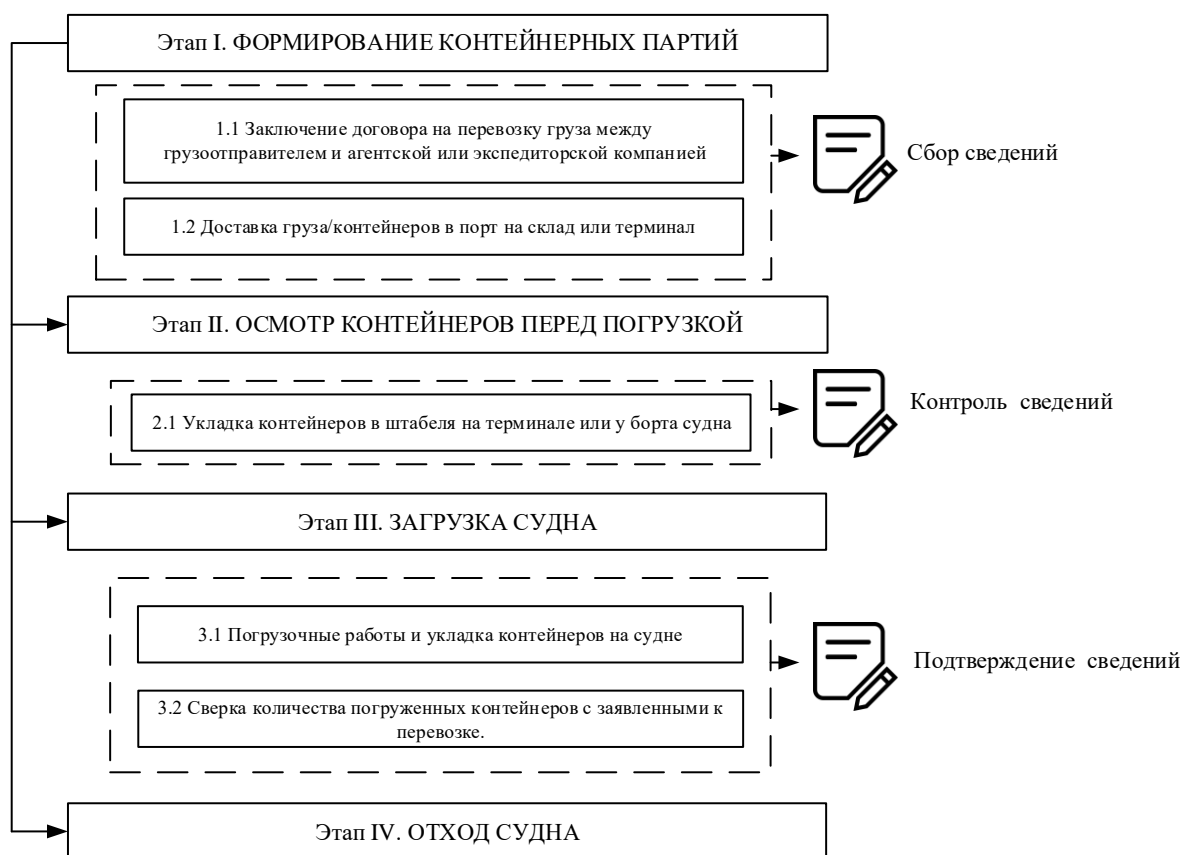 Этап I. ФОРМИРОВАНИЕ КОНТЕЙНЕРНЫХ ПАРТИЙ
1.1 Заключение договора на перевозку груза между
грузоотправителем и агентской или экспедиторской компанией
Сбор сведений
1.2 Доставка груза/контейнеров в порт на склад или терминал
Этап II. ОСМОТР КОНТЕЙНЕРОВ ПЕРЕД ПОГРУЗКОЙ
2.1 Укладка контейнеров в штабеля на терминале или у борта судна
Контроль сведений
Этап III. ЗАГРУЗКА СУДНА
3.1 Погрузочные работы и укладка контейнеров на судне
Подтверждение сведений
3.2 Сверка количества погруженных контейнеров с заявленными к
перевозке.
Этап IV. ОТХОД СУДНА